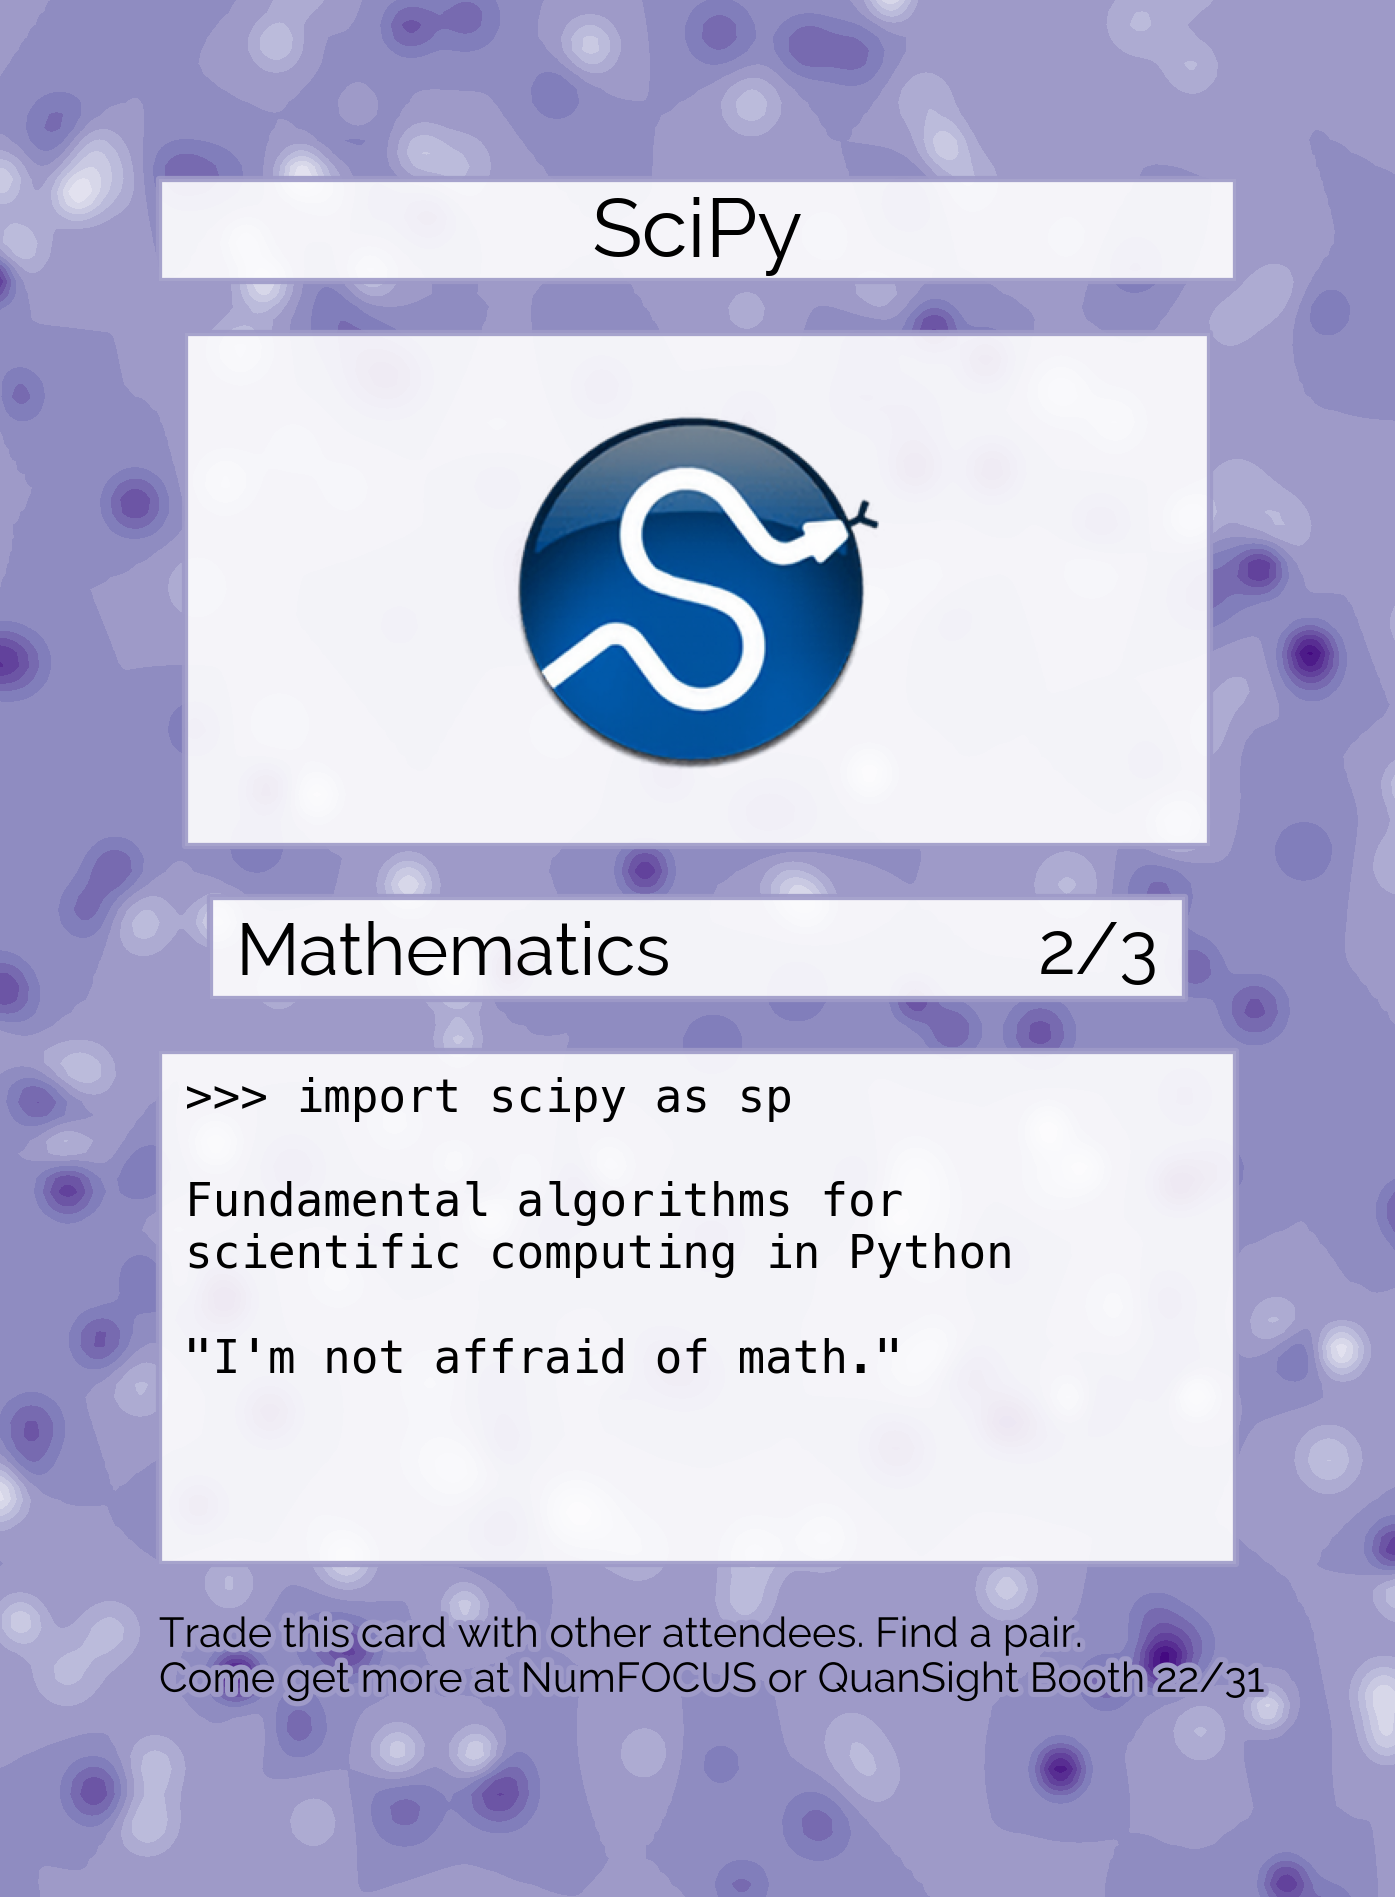 SciPy
Mathematics 2/3
>>> import scipy as sp
Fundamental algorithms for
scientific computing in Python
"I'm not affraid of math."
Trade this card with other attendees. Find a pair.
Come get more at NumFOCUS or QuanSight Booth 22/31